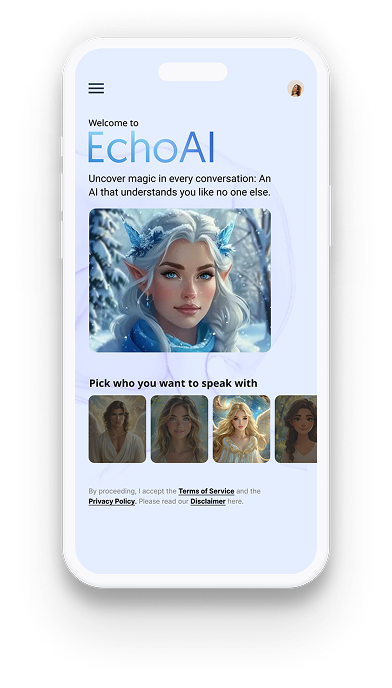 Welcome to
EchoAI
Uncover magic in every conversation: An
AI that understands you like no one else.
Pick who you want to speak with
By proceeding, I accept the Terms of Service and the
Privacy Policy. Please read our Disclaimer here.